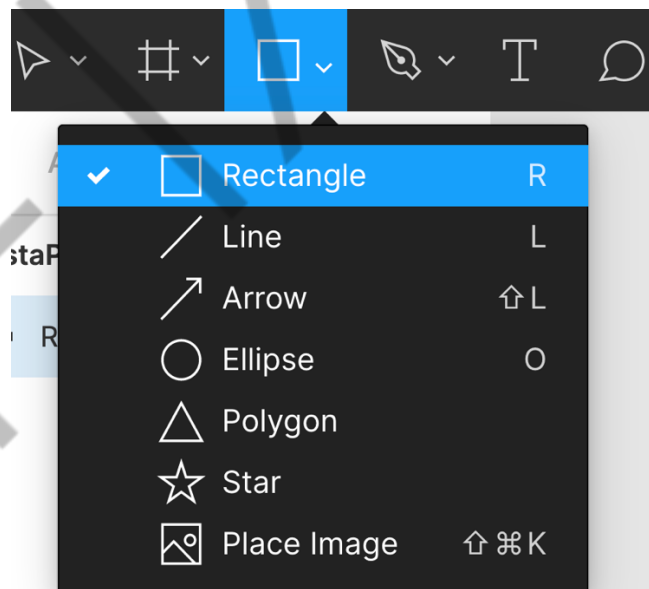 staP
R
Rectangle R
Line L
Arrow ⇧L
Ellipse O
Polygon
Star
Place Image ⇧⌘K